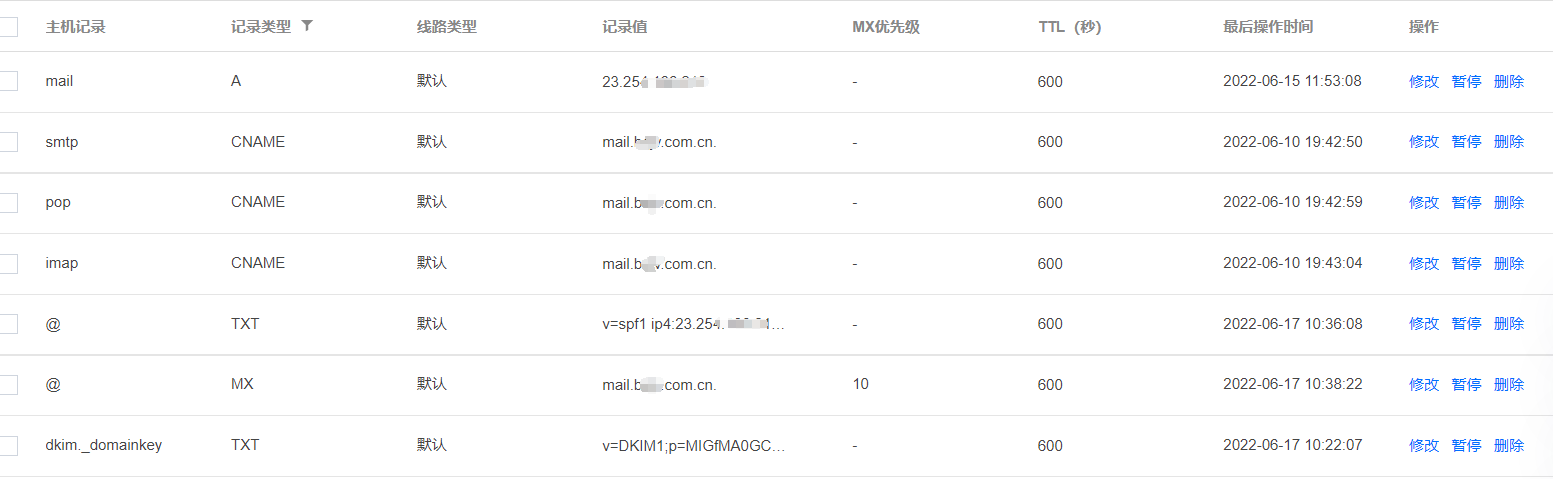 主机记录 记录类型 线路类型 记录值 MX优先级 TTL（秒） 最后操作时间 操作
mail A 默认 23.254 - 600 2022-06-15 11:53:08 修改 暂停 删除
smtp CNAME 默认 mail.b .com.cn. - 600 2022-06-10 19:42:50 修改 暂停 删除
pop CNAME 默认 mail.b .com.cn. - 600 2022-06-10 19:42:59 修改 暂停 删除
imap CNAME 默认 mail.b .com.cn. - 600 2022-06-10 19:43:04 修改 暂停 删除
@ TXT 默认 v=spf1 ip4:23.254. ... - 600 2022-06-17 10:36:08 修改 暂停 删除
@ MX 默认 mail.b .com.cn. 10 600 2022-06-17 10:38:22 修改 暂停 删除
dkim._domainkey TXT 默认 v=DKIM1;p=MIGfMA0GC... - 600 2022-06-17 10:22:07 修改 暂停 删除